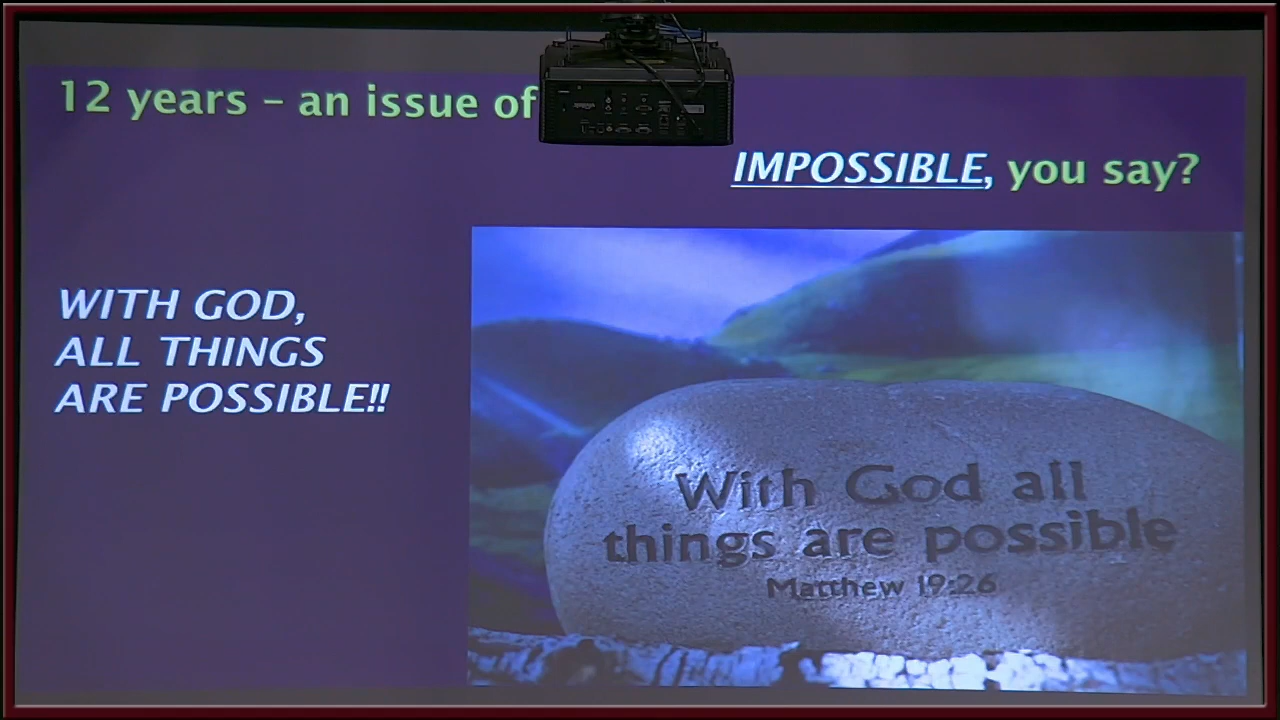 12 years – an issue of
IMPOSSIBLE, you say?
WITH GOD,
ALL THINGS
ARE POSSIBLE!!
With God all
things are possible
Matthew 19:26